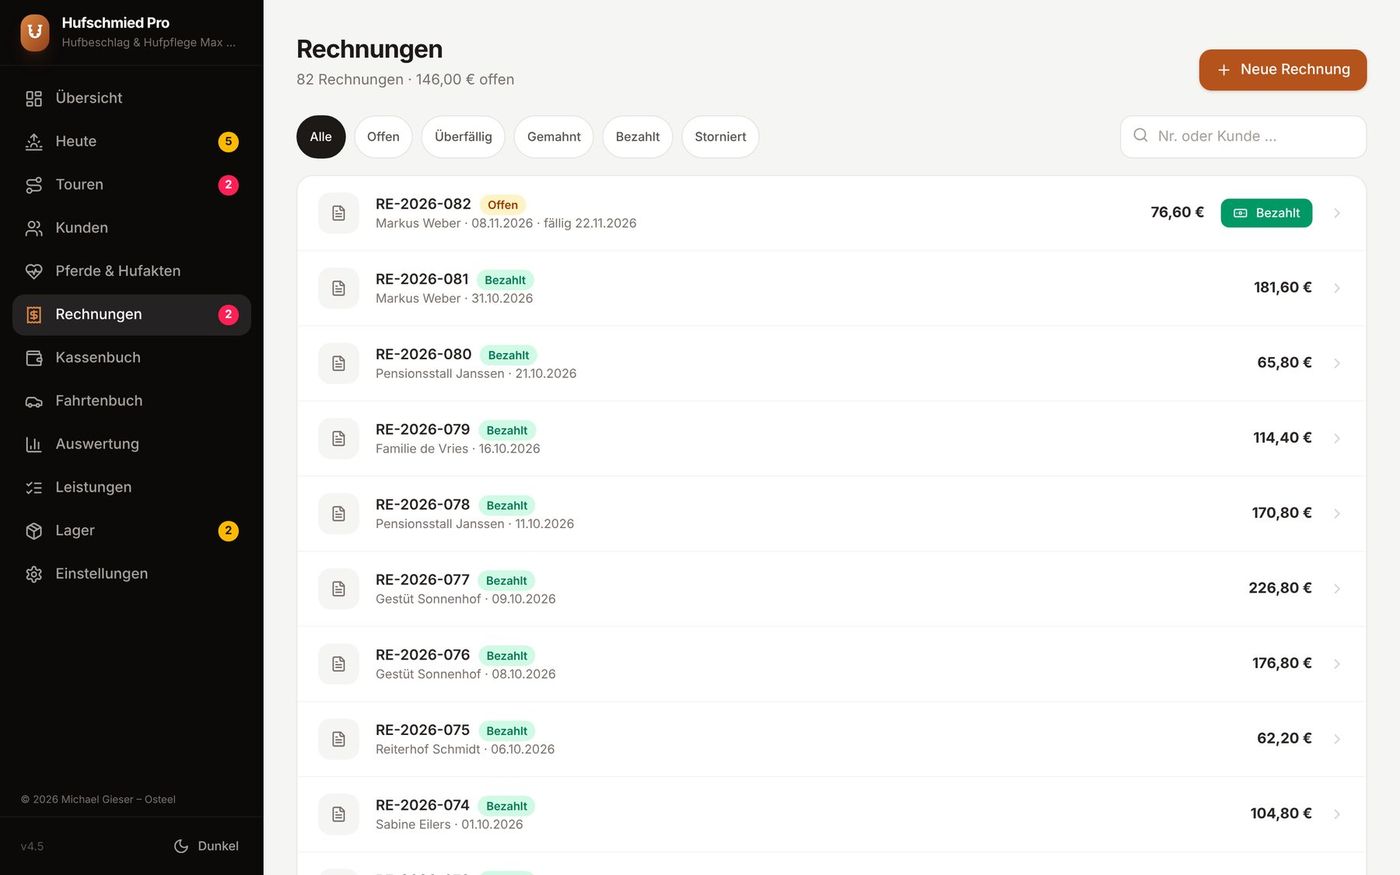 Hufschmied Pro
Hufbeschlag & Hufpflege Max ...
Übersicht
Heute 5
Touren 2
Kunden
Pferde & Hufakten
Rechnungen 2
Kassenbuch
Fahrtenbuch
Auswertung
Leistungen
Lager 2
Einstellungen
© 2026 Michael Gieser – Osteel
v4.5 Dunkel
Rechnungen
82 Rechnungen · 146,00 € offen
+ Neue Rechnung
Alle Offen Überfällig Gemahnt Bezahlt Storniert Nr. oder Kunde ...
RE-2026-082 Offen
Markus Weber · 08.11.2026 · fällig 22.11.2026
76,60 € Bezahlt
RE-2026-081 Bezahlt
Markus Weber · 31.10.2026
181,60 €
RE-2026-080 Bezahlt
Pensionsstall Janssen · 21.10.2026
65,80 €
RE-2026-079 Bezahlt
Familie de Vries · 16.10.2026
114,40 €
RE-2026-078 Bezahlt
Pensionsstall Janssen · 11.10.2026
170,80 €
RE-2026-077 Bezahlt
Gestüt Sonnenhof · 09.10.2026
226,80 €
RE-2026-076 Bezahlt
Gestüt Sonnenhof · 08.10.2026
176,80 €
RE-2026-075 Bezahlt
Reiterhof Schmidt · 06.10.2026
62,20 €
RE-2026-074 Bezahlt
Sabine Eilers · 01.10.2026
104,80 €